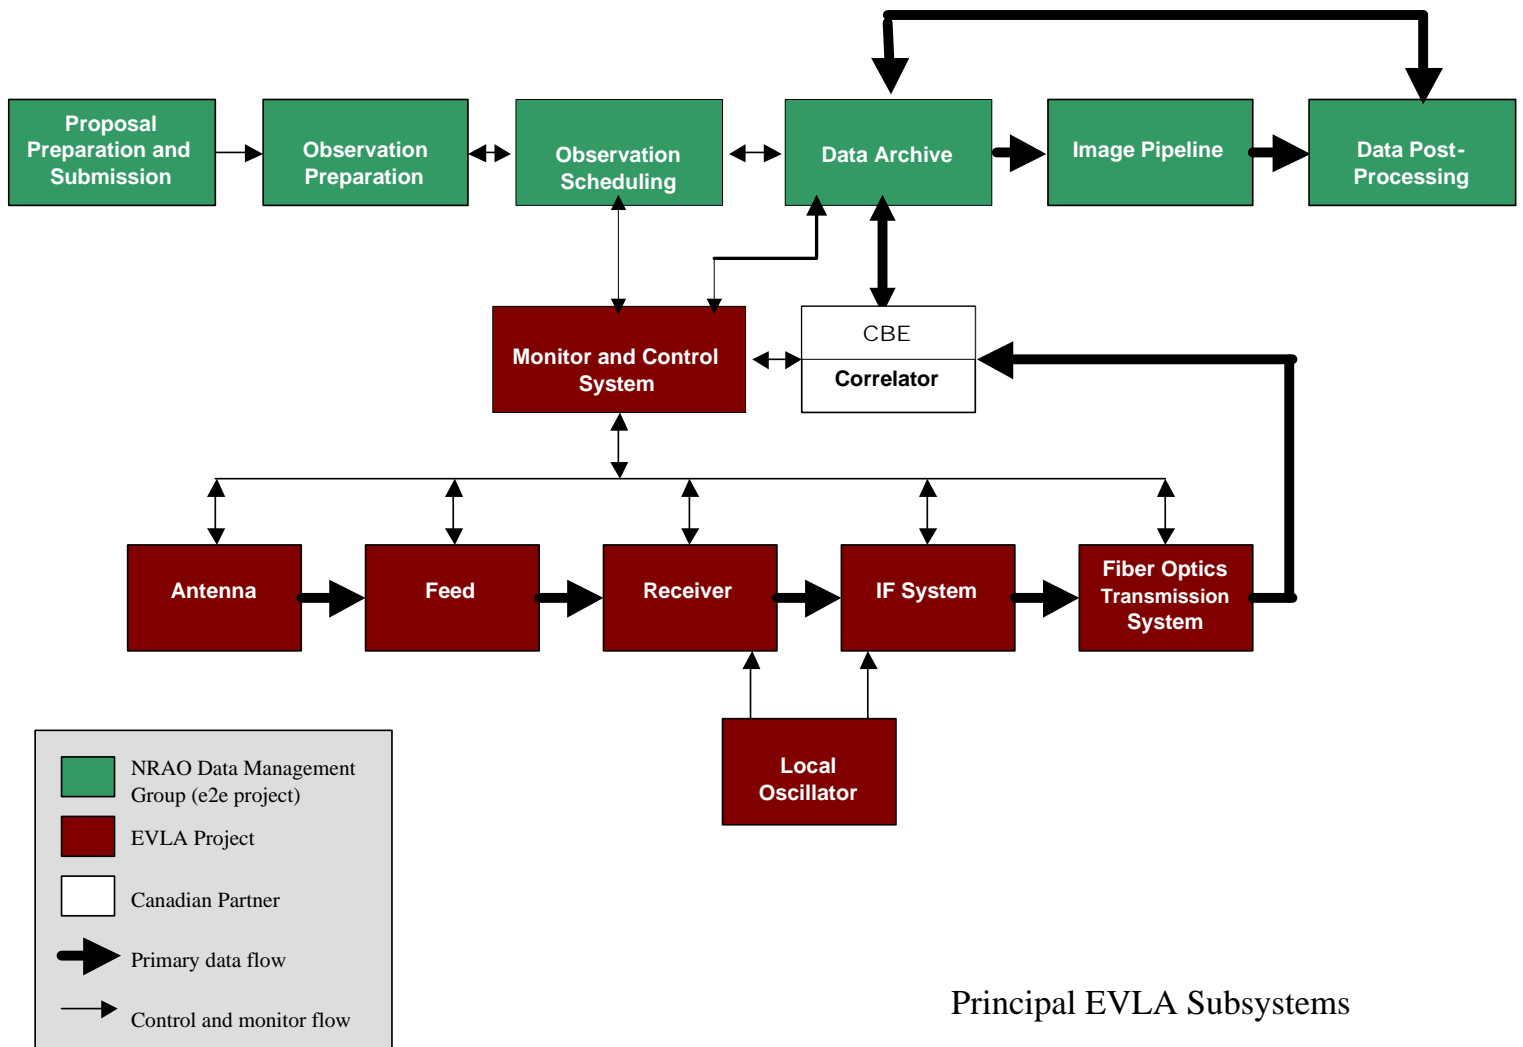 Proposal
Preparation and
Submission
Observation
Preparation
Observation
Scheduling
Data Archive
Image Pipeline
Data Post-
Processing
Monitor and Control
System
CBE
Correlator
Antenna
Feed
Receiver
IF System
Fiber Optics
Transmission
System
Local
Oscillator
NRAO Data Management
Group (e2e project)
EVLA Project
Canadian Partner
Primary data flow
Control and monitor flow
Principal EVLA Subsystems